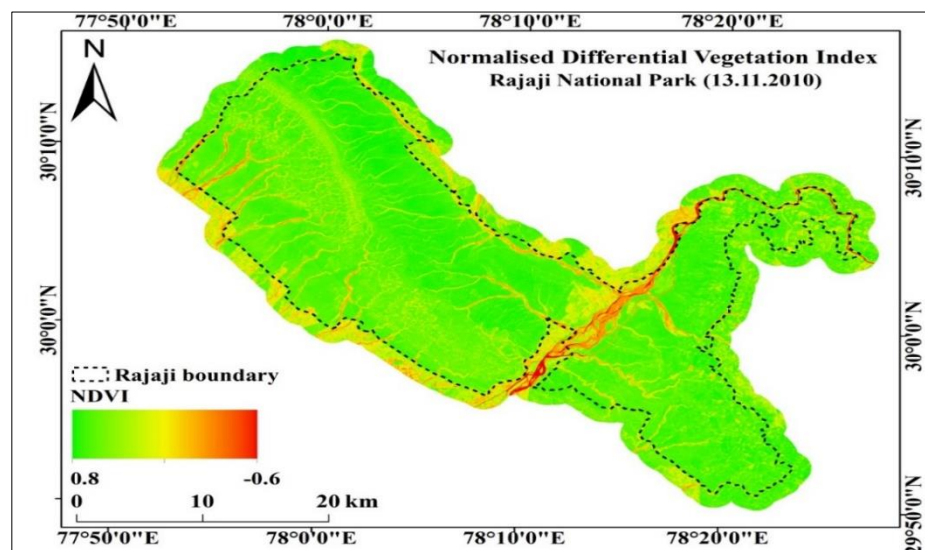 77°50'0"E 78°0'0"E 78°10'0"E 78°20'0"E
N
Normalised Differential Vegetation Index
Rajaji National Park (13.11.2010)
30°10'0"N 30°10'0"N
30°0'0"N 30°0'0"N
Rajaji boundary
NDVI
0.8 -0.6
0 10 20 km
29°50'0"N
77°50'0"E 78°0'0"E 78°10'0"E 78°20'0"E